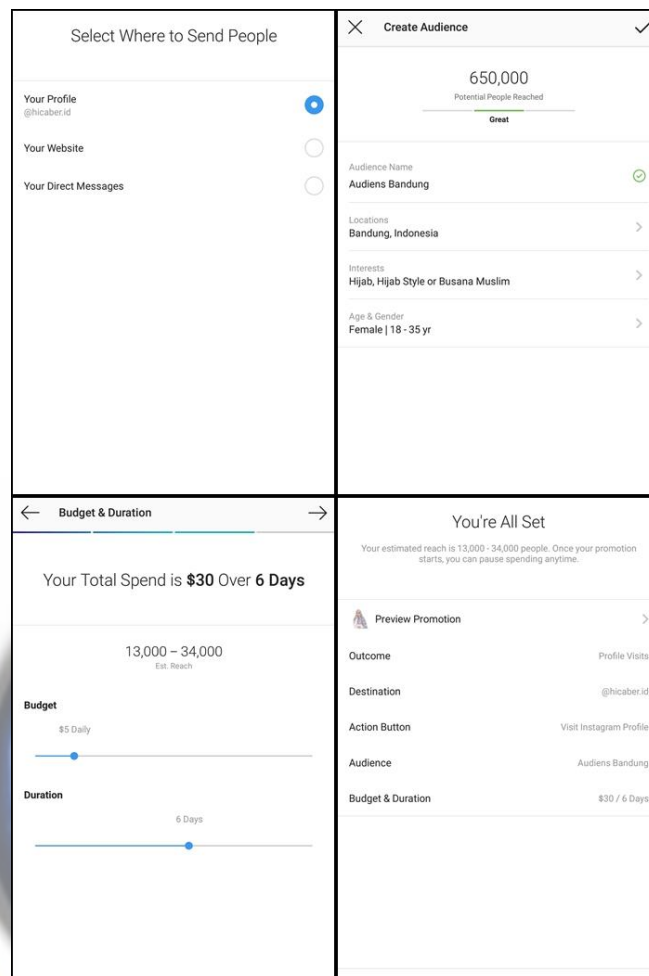 Select Where to Send People
Your Profile
@hicaber.id
Your Website
Your Direct Messages
Create Audience
650,000
Potential People Reached
Great
Audience Name
Audiens Bandung
Locations
Bandung, Indonesia
Interests
Hijab, Hijab Style or Busana Muslim
Age & Gender
Female | 18 - 35 yr
Budget & Duration
Your Total Spend is $30 Over 6 Days
13,000 – 34,000
Est. Reach
Budget
$5 Daily
Duration
6 Days
You're All Set
Your estimated reach is 13,000 - 34,000 people. Once your promotion
starts, you can pause spending anytime.
Preview Promotion
Outcome Profile Visits
Destination @hicaber.id
Action Button Visit Instagram Profile
Audience Audiens Bandung
Budget & Duration $30 / 6 Days